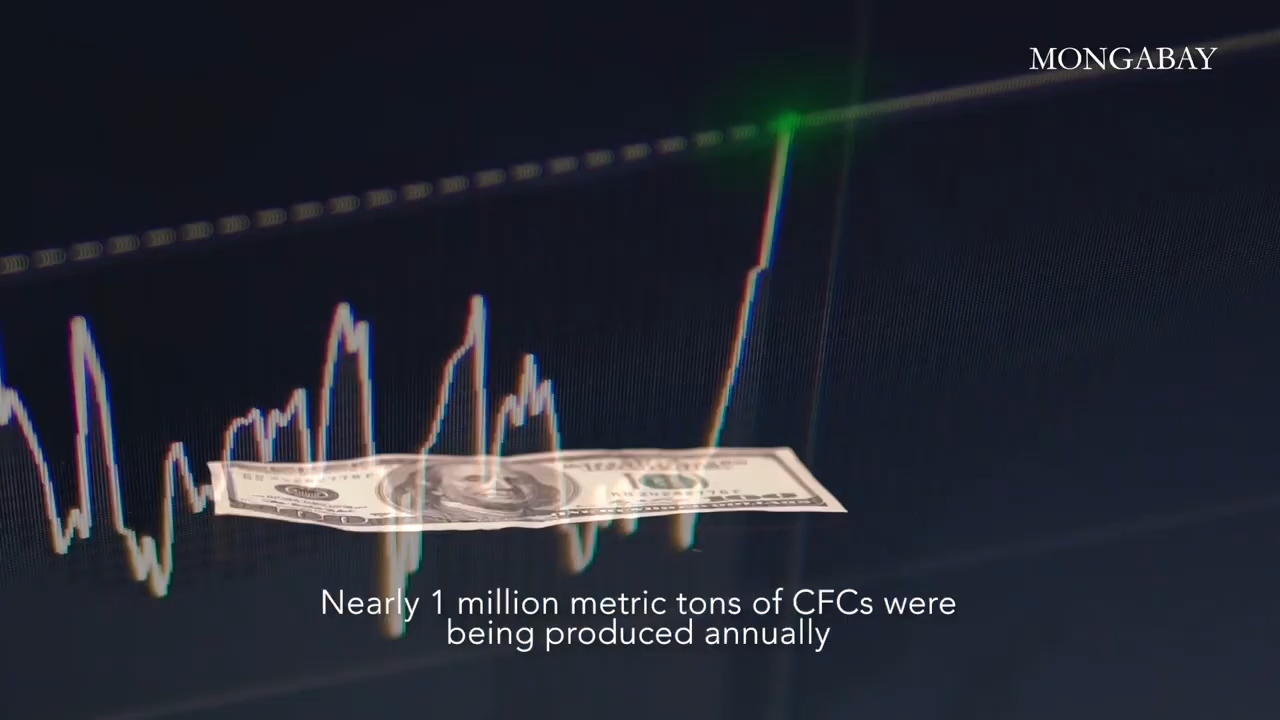 MONGABAY
Nearly 1 million metric tons of CFCs were
being produced annually